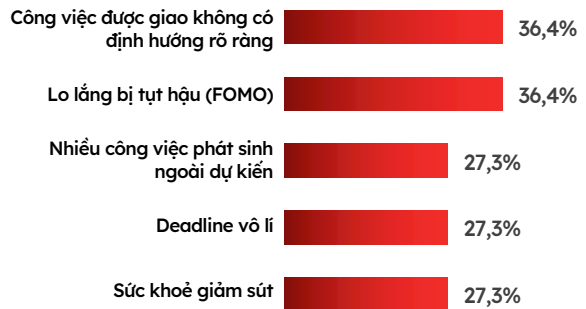 Công việc được giao không có
định hướng rõ ràng
36,4%
Lo lắng bị tụt hậu (FOMO)
36,4%
Nhiều công việc phát sinh
ngoài dự kiến
27,3%
Deadline vô lí
27,3%
Sức khoẻ giảm sút
27,3%